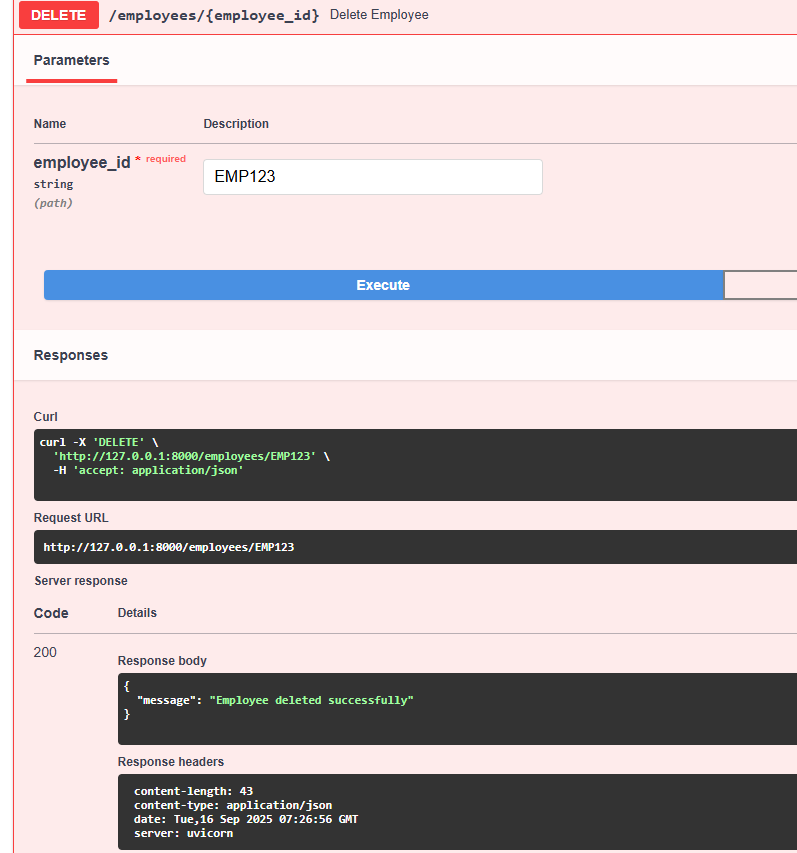 DELETE /employees/{employee_id} Delete Employee
Parameters
Name Description
employee_id * required
string
(path)
EMP123
Execute
Responses
Curl
curl -X 'DELETE' \
  'http://127.0.0.1:8000/employees/EMP123' \
  -H 'accept: application/json'
Request URL
http://127.0.0.1:8000/employees/EMP123
Server response
Code Details
200
Response body
{
  "message": "Employee deleted successfully"
}
Response headers
content-length: 43
content-type: application/json
date: Tue,16 Sep 2025 07:26:56 GMT
server: uvicorn